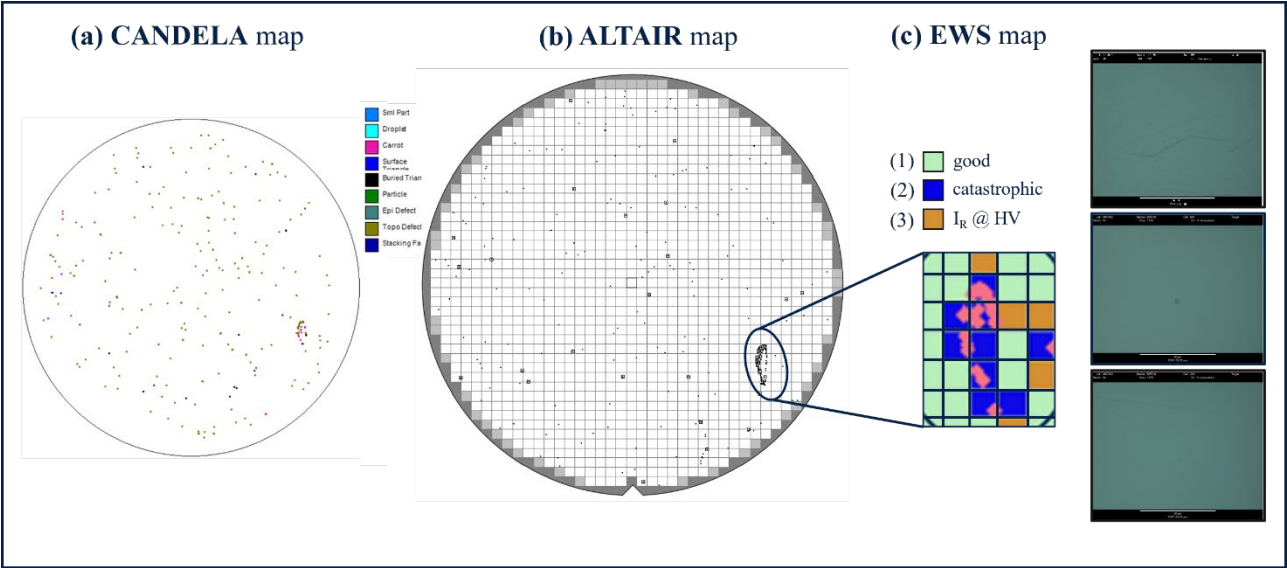 (a) CANDELA map
(b) ALTAIR map
(c) EWS map
Sml Part
Droplet
Carrot
Surface
Buried Trian
Particle
Epi Defect
Topo Defect
Stacking Fa
(1) good
(2) catastrophic
(3) I_R @ HV